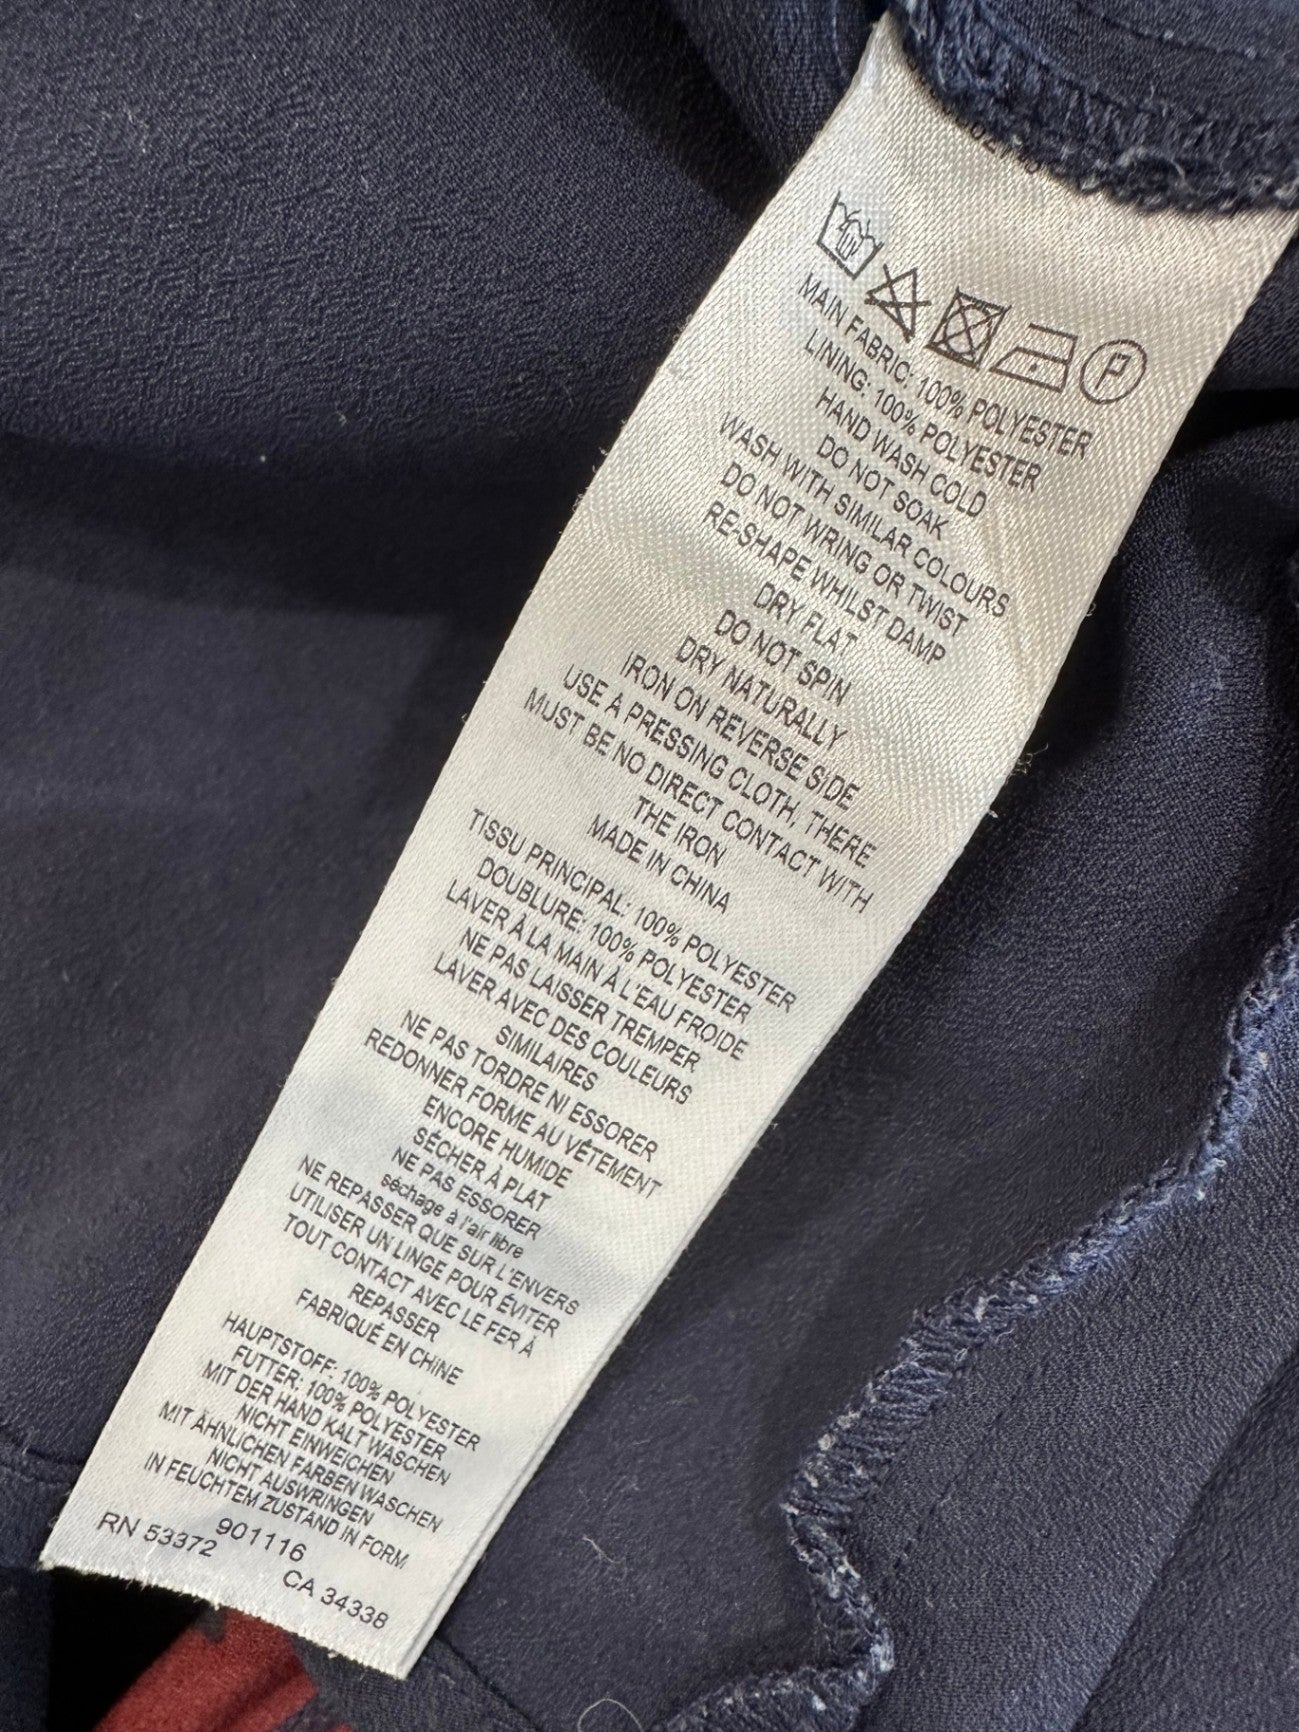 MAIN FABRIC: 100% POLYESTER
LINING: 100% POLYESTER
HAND WASH COLD
DO NOT SOAK
WASH WITH SIMILAR COLOURS
DO NOT WRING OR TWIST
RE-SHAPE WHILST DAMP
DRY FLAT
DO NOT SPIN
DRY NATURALLY
IRON ON REVERSE SIDE
USE A PRESSING CLOTH, THERE
MUST BE NO DIRECT CONTACT WITH
THE IRON
MADE IN CHINA
TISSU PRINCIPAL: 100% POLYESTER
DOUBLURE: 100% POLYESTER
LAVER À LA MAIN À L'EAU FROIDE
NE PAS LAISSER TREMPER
LAVER AVEC DES COULEURS
SIMILAIRES
NE PAS TORDRE NI ESSORER
REDONNER FORME AU VÊTEMENT
ENCORE HUMIDE
SÉCHER À PLAT
NE PAS ESSORER
séchage à l'air libre
NE REPASSER QUE SUR L'ENVERS
UTILISER UN LINGE POUR ÉVITER
TOUT CONTACT AVEC LE FER À
REPASSER
FABRIQUÉ EN CHINE
HAUPTSTOFF: 100% POLYESTER
FUTTER: 100% POLYESTER
MIT DER HAND KALT WASCHEN
NICHT EINWEICHEN
MIT ÄHNLICHEN FARBEN WASCHEN
NICHT AUSWRINGEN
IN FEUCHTEM ZUSTAND IN FORM
901116
RN 53372 CA 34338